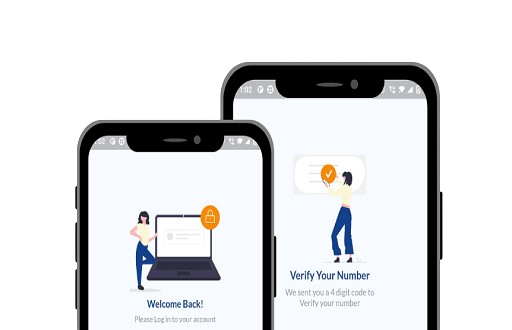 1:02
Verify Your Number
We sent you a 4 digit code to
Verify your number
:02
Welcome Back!
Please Log in to your account